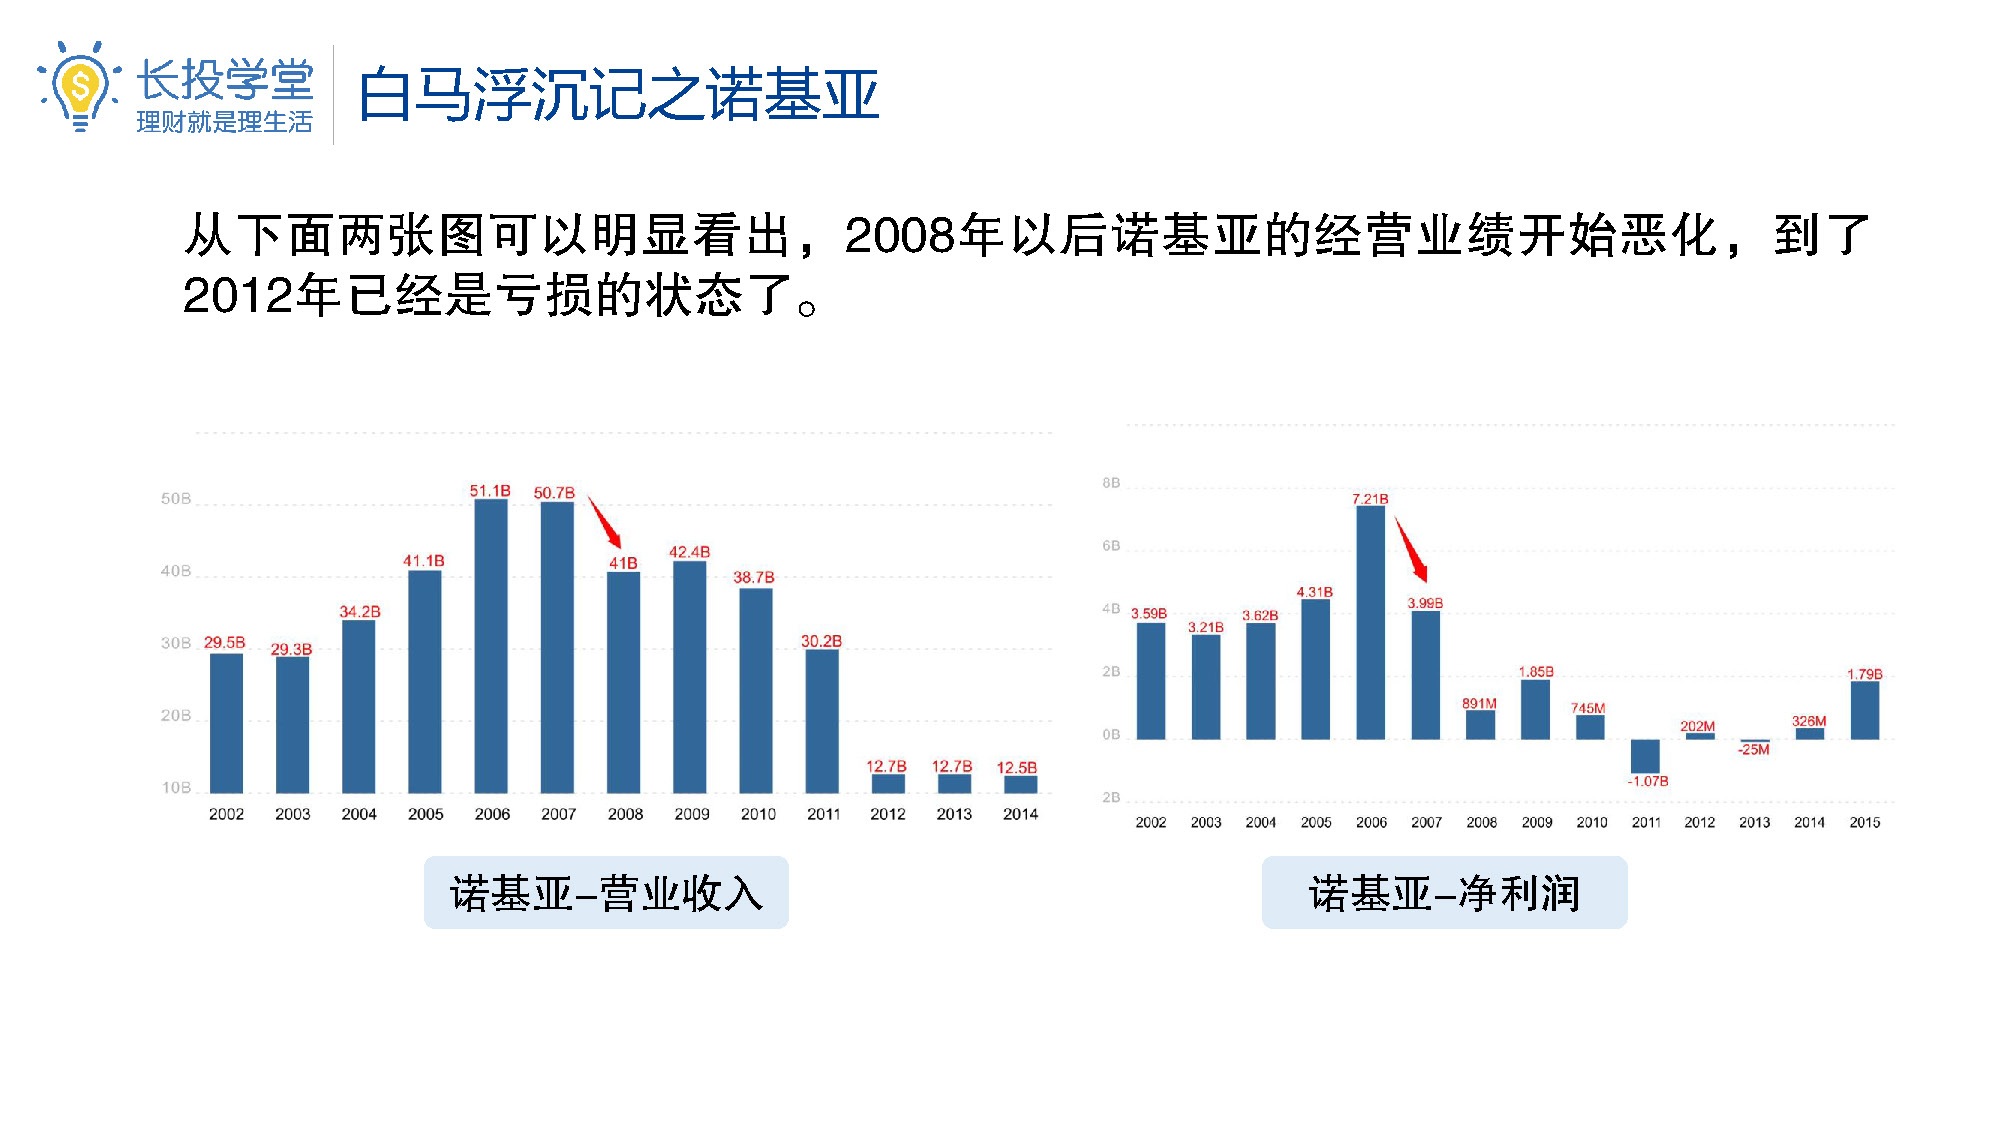 长投学堂
理财就是理生活
白马浮沉记之诺基亚
从下面两张图可以明显看出，2008年以后诺基亚的经营业绩开始恶化，到了
2012年已经是亏损的状态了。
50B
40B
30B
20B
10B
29.5B
29.3B
34.2B
41.1B
51.1B
50.7B
41B
42.4B
38.7B
30.2B
12.7B
12.7B
12.5B
2002 2003 2004 2005 2006 2007 2008 2009 2010 2011 2012 2013 2014
诺基亚-营业收入
8B
6B
4B
2B
0B
2B
3.59B
3.21B
3.62B
4.31B
7.21B
3.99B
891M
1.85B
745M
-1.07B
202M
-25M
326M
1.79B
2002 2003 2004 2005 2006 2007 2008 2009 2010 2011 2012 2013 2014 2015
诺基亚-净利润